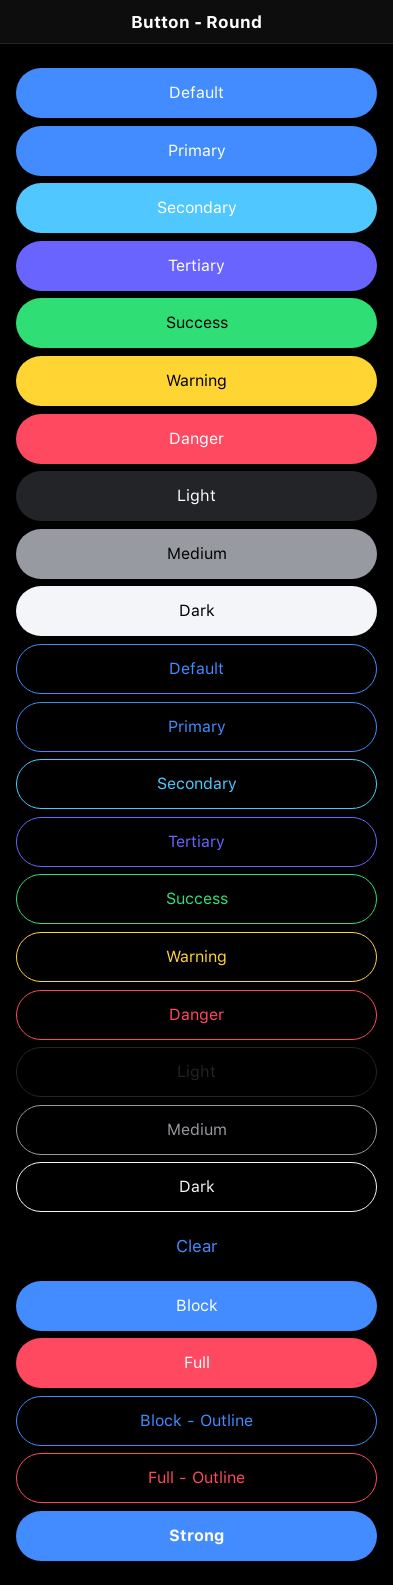 Button - Round
Default
Primary
Secondary
Tertiary
Success
Warning
Danger
Light
Medium
Dark
Default
Primary
Secondary
Tertiary
Success
Warning
Danger
Light
Medium
Dark
Clear
Block
Full
Block - Outline
Full - Outline
Strong